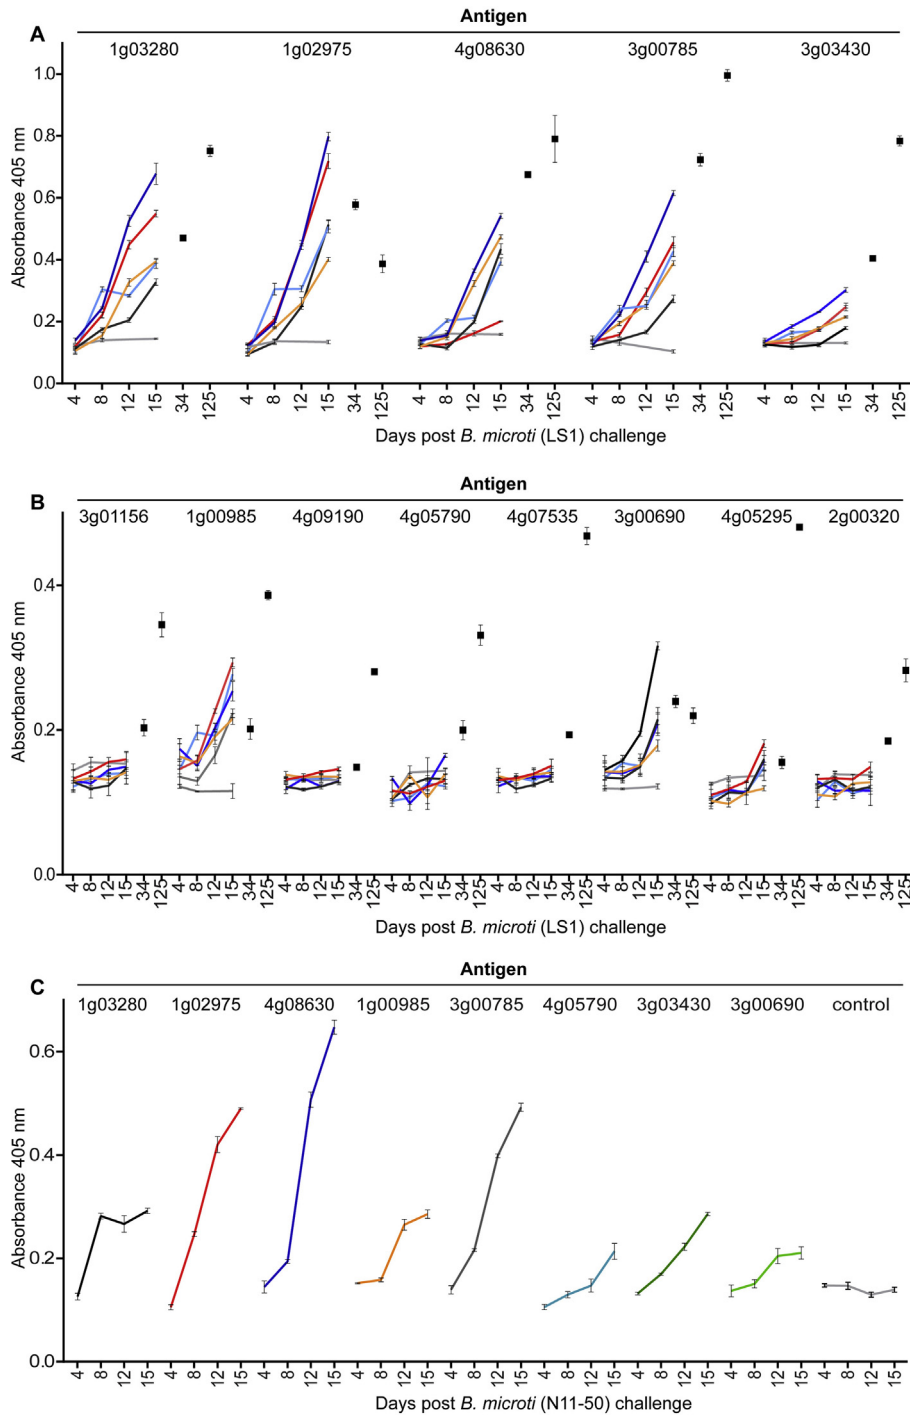 Antigen
A
1g03280 1g02975 4g08630 3g00785 3g03430
1.0
0.8
0.6
0.4
0.2
0.0
Absorbance 405 nm
4 8 12 15 34 125 4 8 12 15 34 125 4 8 12 15 34 125 4 8 12 15 34 125 4 8 12 15 34 125
Days post B. microti (LS1) challenge
Antigen
B
3g01156 1g00985 4g09190 4g05790 4g07535 3g00690 4g05295 2g00320
0.4
0.2
0.0
Absorbance 405 nm
4 8 12 15 34 125 4 8 12 15 34 125 4 8 12 15 34 125 4 8 12 15 34 125 4 8 12 15 34 125 4 8 12 15 34 125 4 8 12 15 34 125 4 8 12 15 34 125
Days post B. microti (LS1) challenge
Antigen
C
1g03280 1g02975 4g08630 1g00985 3g00785 4g05790 3g03430 3g00690 control
0.6
0.4
0.2
0.0
Absorbance 405 nm
4 8 12 15 4 8 12 15 4 8 12 15 4 8 12 15 4 8 12 15 4 8 12 15 4 8 12 15 4 8 12 15 4 8 12 15
Days post B. microti (N11-50) challenge